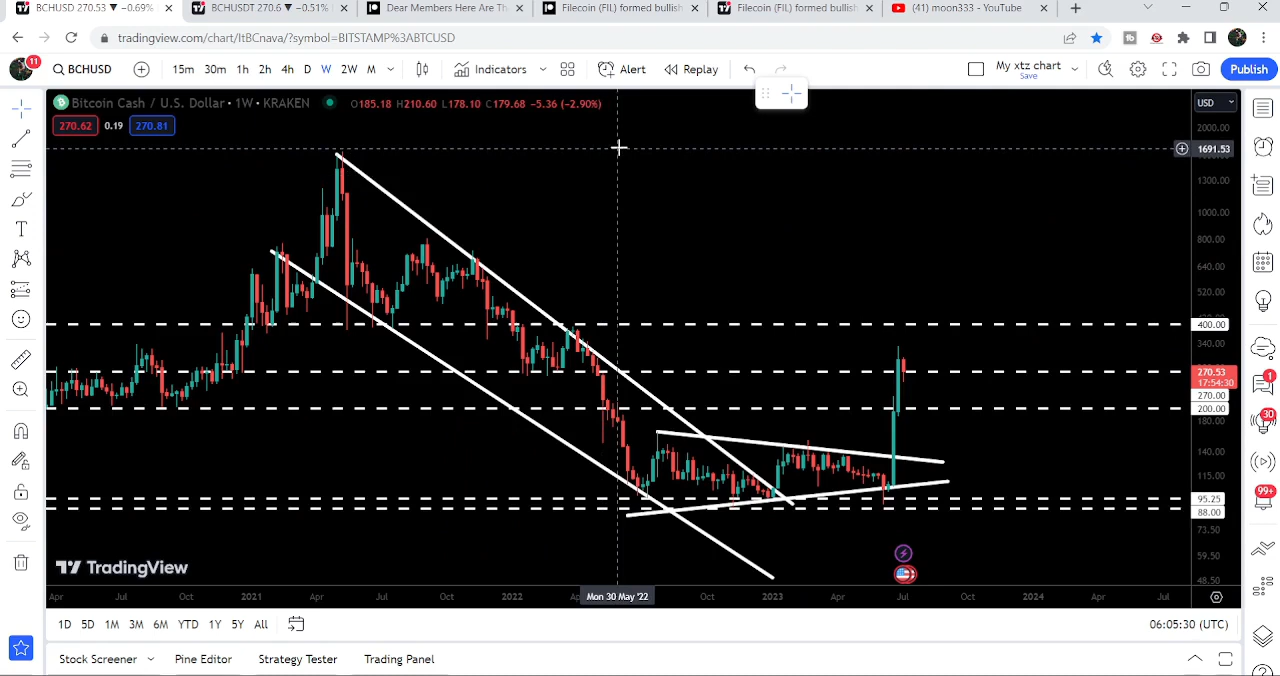 BCHUSD 270.53 ▼ −0.69%
BCHUSDT 270.6 ▼ −0.51%
Dear Members Here Are Th
Filecoin (FIL) formed bullish
Filecoin (FIL) formed bullish
(41) moon333 - YouTube
tradingview.com/chart/ItBCnava/?symbol=BITSTAMP%3ABTCUSD
11
BCHUSD
15m 30m 1h 2h 4h D W 2W M
Indicators
Alert
Replay
My xtz chart
Save
Publish
Bitcoin Cash / U.S. Dollar · 1W · KRAKEN
O185.18 H210.60 L178.10 C179.68 −5.36 (−2.90%)
USD
270.62 0.19 270.81
2000.00
1691.53
1300.00
1000.00
800.00
640.00
520.00
400.00
340.00
270.53
17:54:30
270.00
200.00
180.00
140.00
115.00
95.25
88.00
73.50
59.50
48.50
1
30
99+
TradingView
Apr Jul Oct 2021 Apr Jul Oct 2022 Ap Mon 30 May '22 Oct 2023 Apr Jul Oct 2024 Apr Jul
1D 5D 1M 3M 6M YTD 1Y 5Y All
06:05:30 (UTC)
Stock Screener Pine Editor Strategy Tester Trading Panel